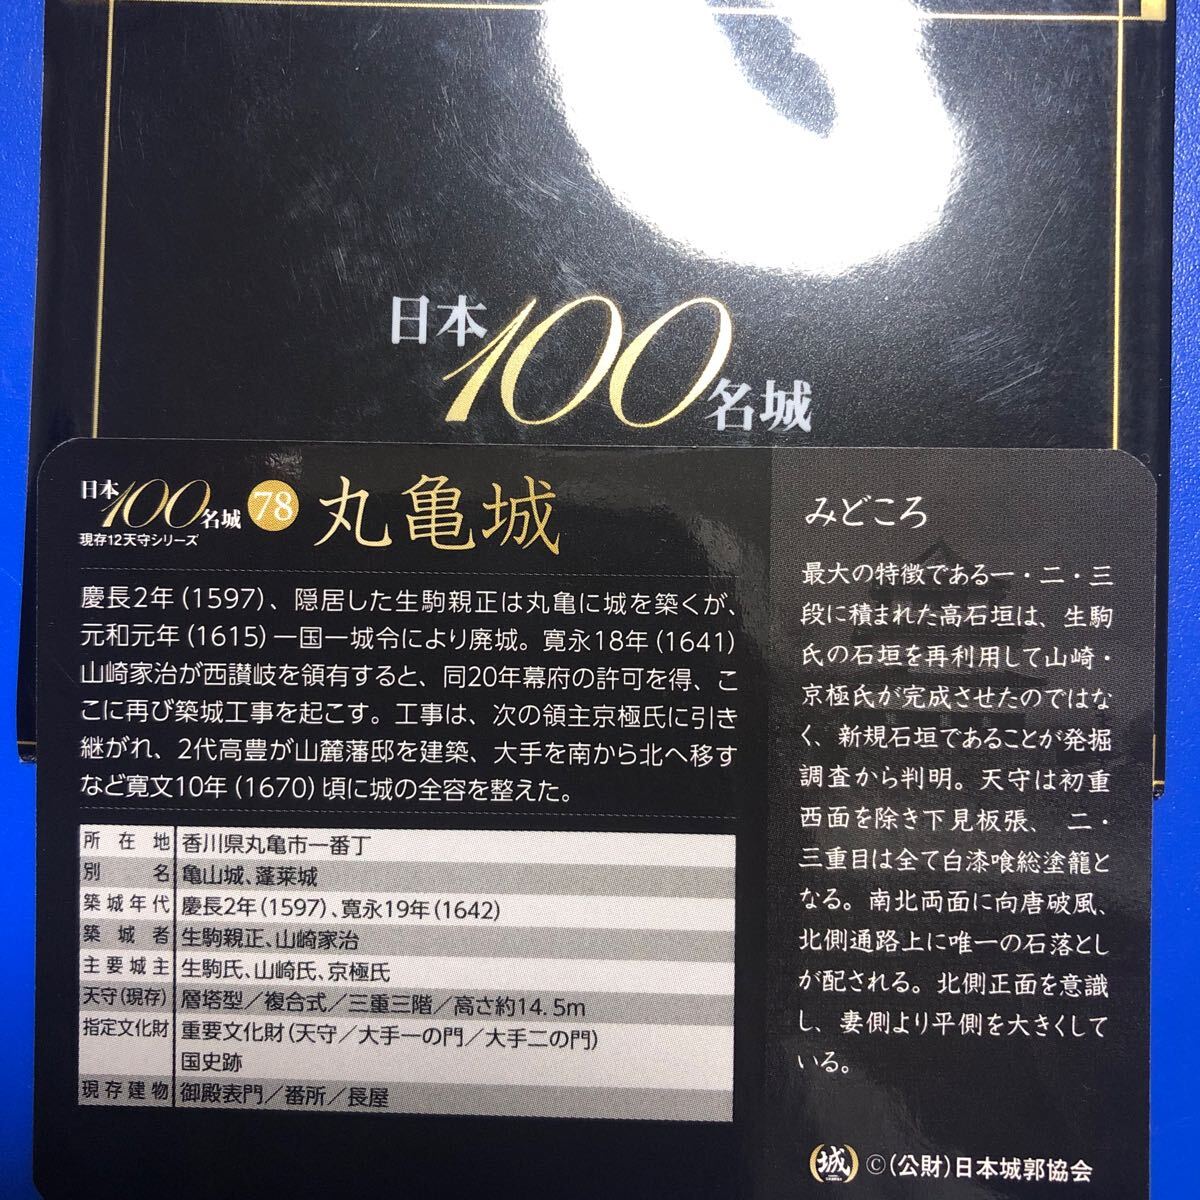 日本100名城
日本100名城 78 丸亀城
現存12天守シリーズ
慶長2年(1597)、隠居した生駒親正は丸亀に城を築くが、
元和元年(1615)一国一城令により廃城。寛永18年(1641)
山崎家治が西讃岐を領有すると、同20年幕府の許可を得、こ
こに再び築城工事を起こす。工事は、次の領主京極氏に引き
継がれ、2代高豊が山麓藩邸を建築、大手を南から北へ移す
など寛文10年(1670)頃に城の全容を整えた。
所在地 香川県丸亀市一番丁
別名 亀山城、蓬莱城
築城年代 慶長2年(1597)、寛永19年(1642)
築城者 生駒親正、山崎家治
主要城主 生駒氏、山崎氏、京極氏
天守(現存) 層塔型/複合式/三重三階/高さ約14.5m
指定文化財 重要文化財(天守/大手一の門/大手二の門)
国史跡
現存建物 御殿表門/番所/長屋
みどころ
最大の特徴である一・二・三
段に積まれた高石垣は、生駒
氏の石垣を再利用して山崎・
京極氏が完成させたのではな
く、新規石垣であることが発掘
調査から判明。天守は初重
西面を除き下見板張、二・
三重目は全て白漆喰総塗籠と
なる。南北両面に向唐破風、
北側通路上に唯一の石落とし
が配される。北側正面を意識
し、妻側より平側を大きくして
いる。
城 ©(公財)日本城郭協会